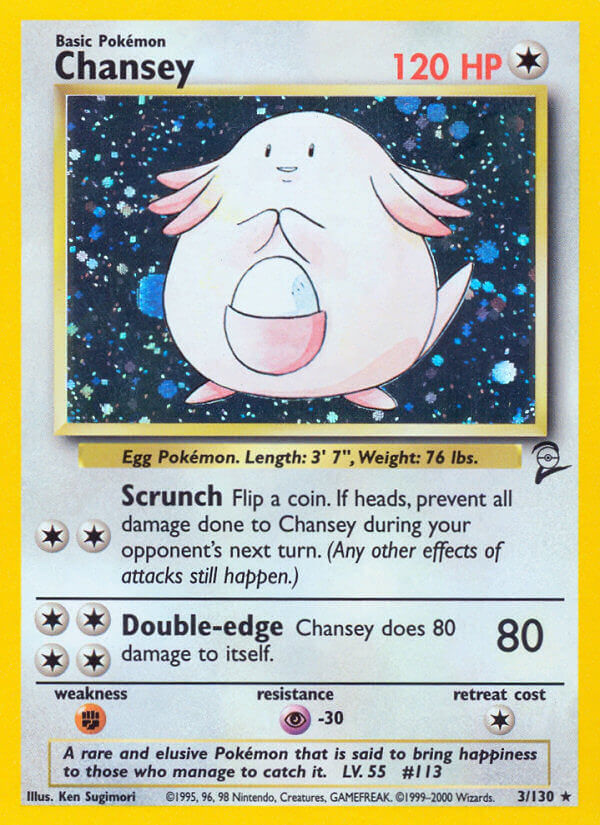 Basic Pokémon
Chansey
120 HP
Egg Pokémon. Length: 3' 7", Weight: 76 lbs.
Scrunch Flip a coin. If heads, prevent all
damage done to Chansey during your
opponent's next turn. (Any other effects of
attacks still happen.)
Double-edge Chansey does 80
damage to itself.
80
weakness resistance retreat cost
-30
A rare and elusive Pokémon that is said to bring happiness
to those who manage to catch it. LV. 55 #113
Illus. Ken Sugimori ©1995, 96, 98 Nintendo, Creatures, GAMEFREAK. ©1999-2000 Wizards. 3/130 ★